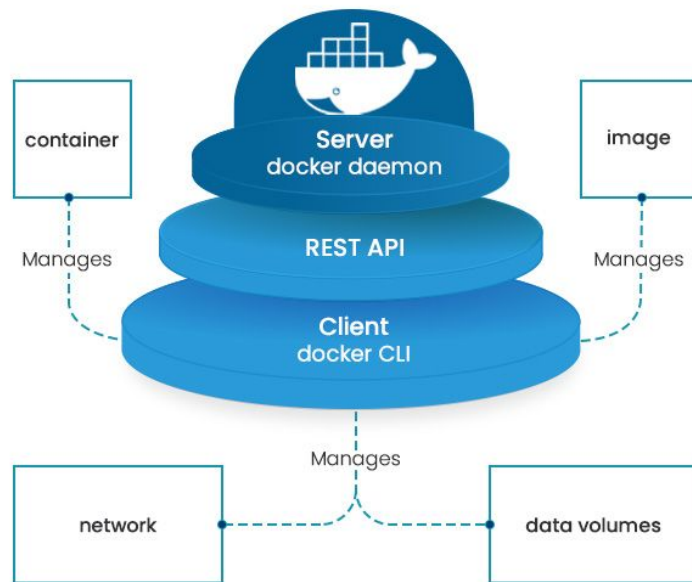 container
Server
docker daemon
image
REST API
Manages
Manages
Client
docker CLI
Manages
network
data volumes